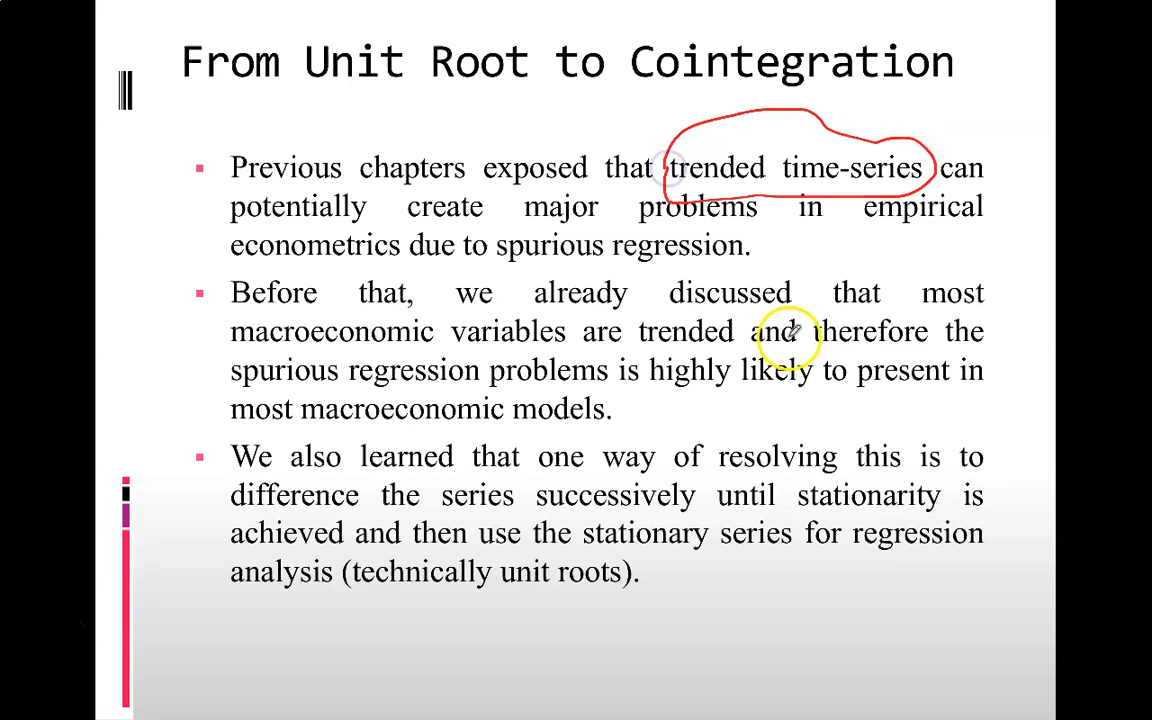 From Unit Root to Cointegration
Previous chapters exposed that trended time-series can
potentially create major problems in empirical
econometrics due to spurious regression.
Before that, we already discussed that most
macroeconomic variables are trended and therefore the
spurious regression problems is highly likely to present in
most macroeconomic models.
We also learned that one way of resolving this is to
difference the series successively until stationarity is
achieved and then use the stationary series for regression
analysis (technically unit roots).